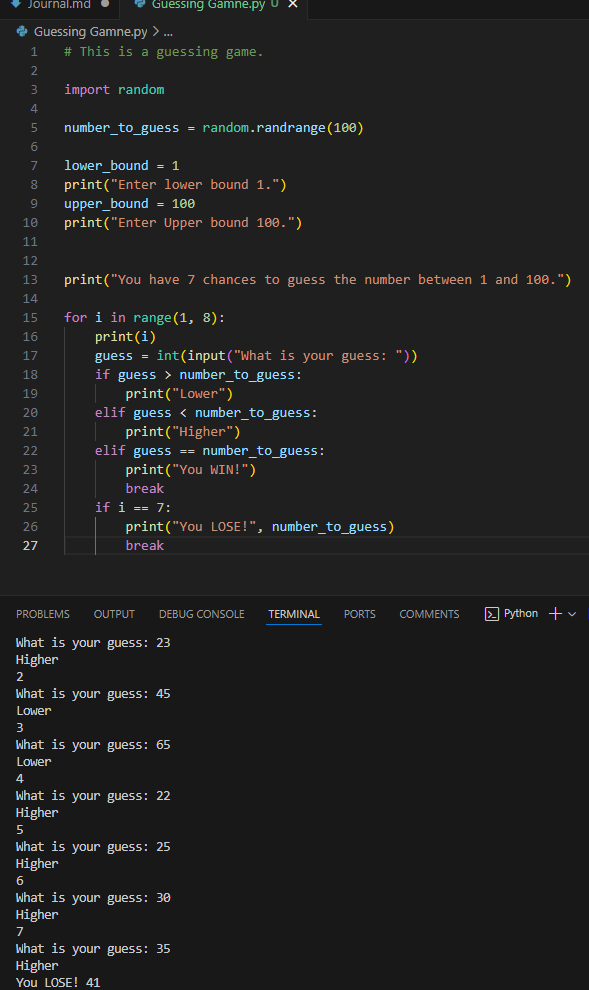 Journal.md ● Guessing Gamne.py U ×
Guessing Gamne.py > ...
1 # This is a guessing game.
2
3 import random
4
5 number_to_guess = random.randrange(100)
6
7 lower_bound = 1
8 print("Enter lower bound 1.")
9 upper_bound = 100
10 print("Enter Upper bound 100.")
11
12
13 print("You have 7 chances to guess the number between 1 and 100.")
14
15 for i in range(1, 8):
16     print(i)
17     guess = int(input("What is your guess: "))
18     if guess > number_to_guess:
19         print("Lower")
20     elif guess < number_to_guess:
21         print("Higher")
22     elif guess == number_to_guess:
23         print("You WIN!")
24         break
25     if i == 7:
26         print("You LOSE!", number_to_guess)
27         break
PROBLEMS OUTPUT DEBUG CONSOLE TERMINAL PORTS COMMENTS Python
What is your guess: 23
Higher
2
What is your guess: 45
Lower
3
What is your guess: 65
Lower
4
What is your guess: 22
Higher
5
What is your guess: 25
Higher
6
What is your guess: 30
Higher
7
What is your guess: 35
Higher
You LOSE! 41